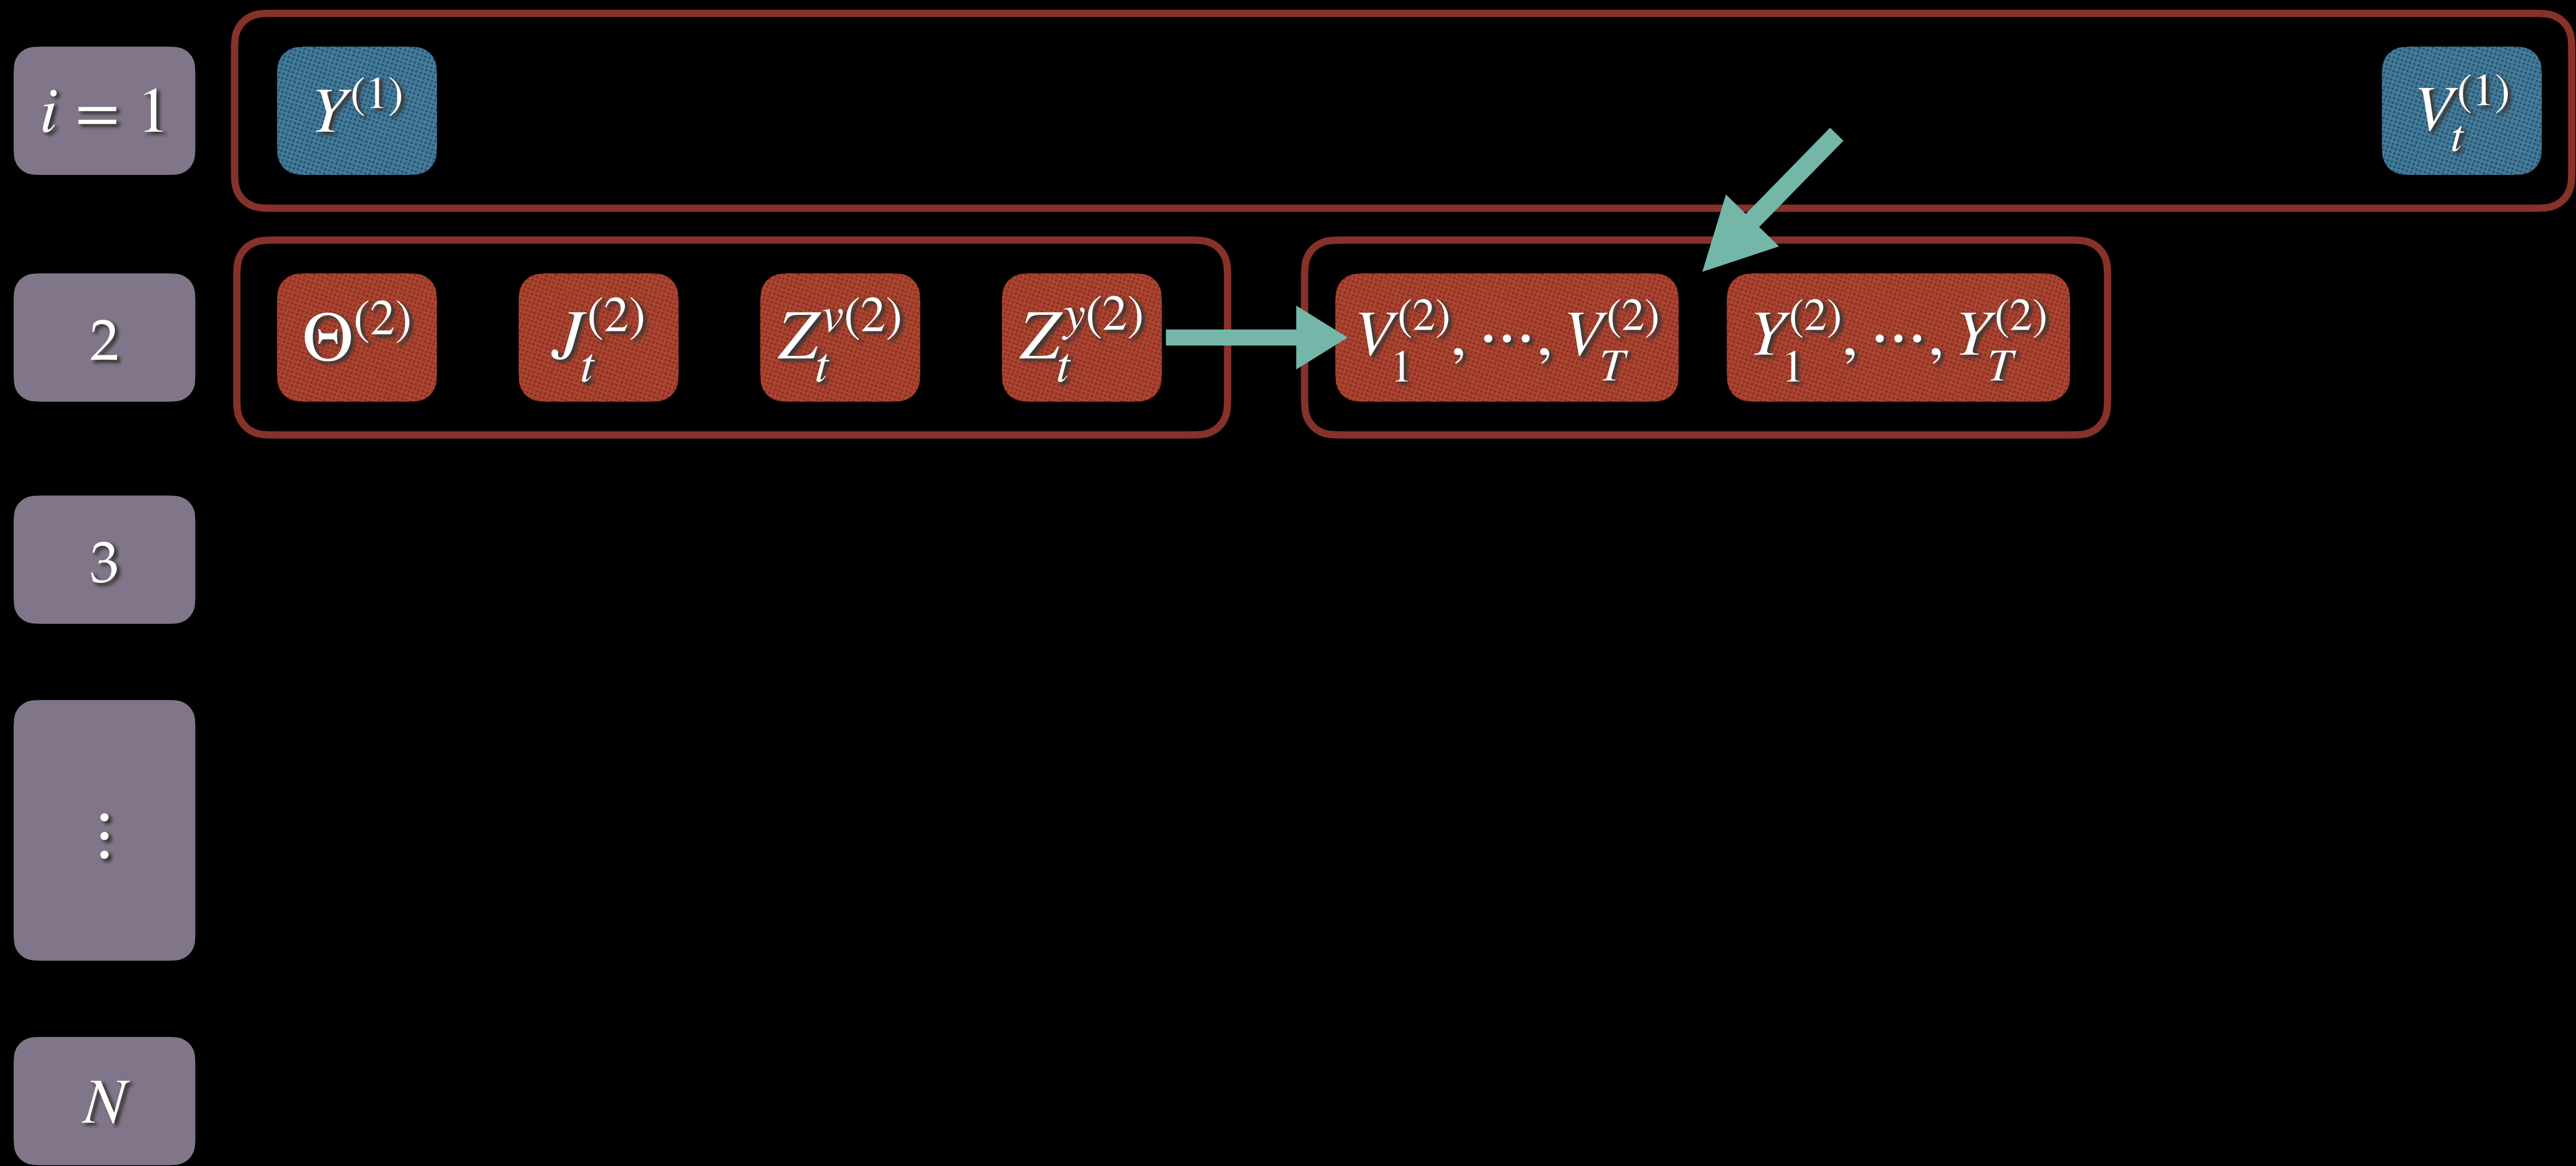 i = 1 Y^{(1)} V_t^{(1)}
2 Θ^{(2)} J_t^{(2)} Z_t^{v(2)} Z_t^{y(2)} V_1^{(2)}, ⋯, V_T^{(2)} Y_1^{(2)}, ⋯, Y_T^{(2)}
3
⋮
N